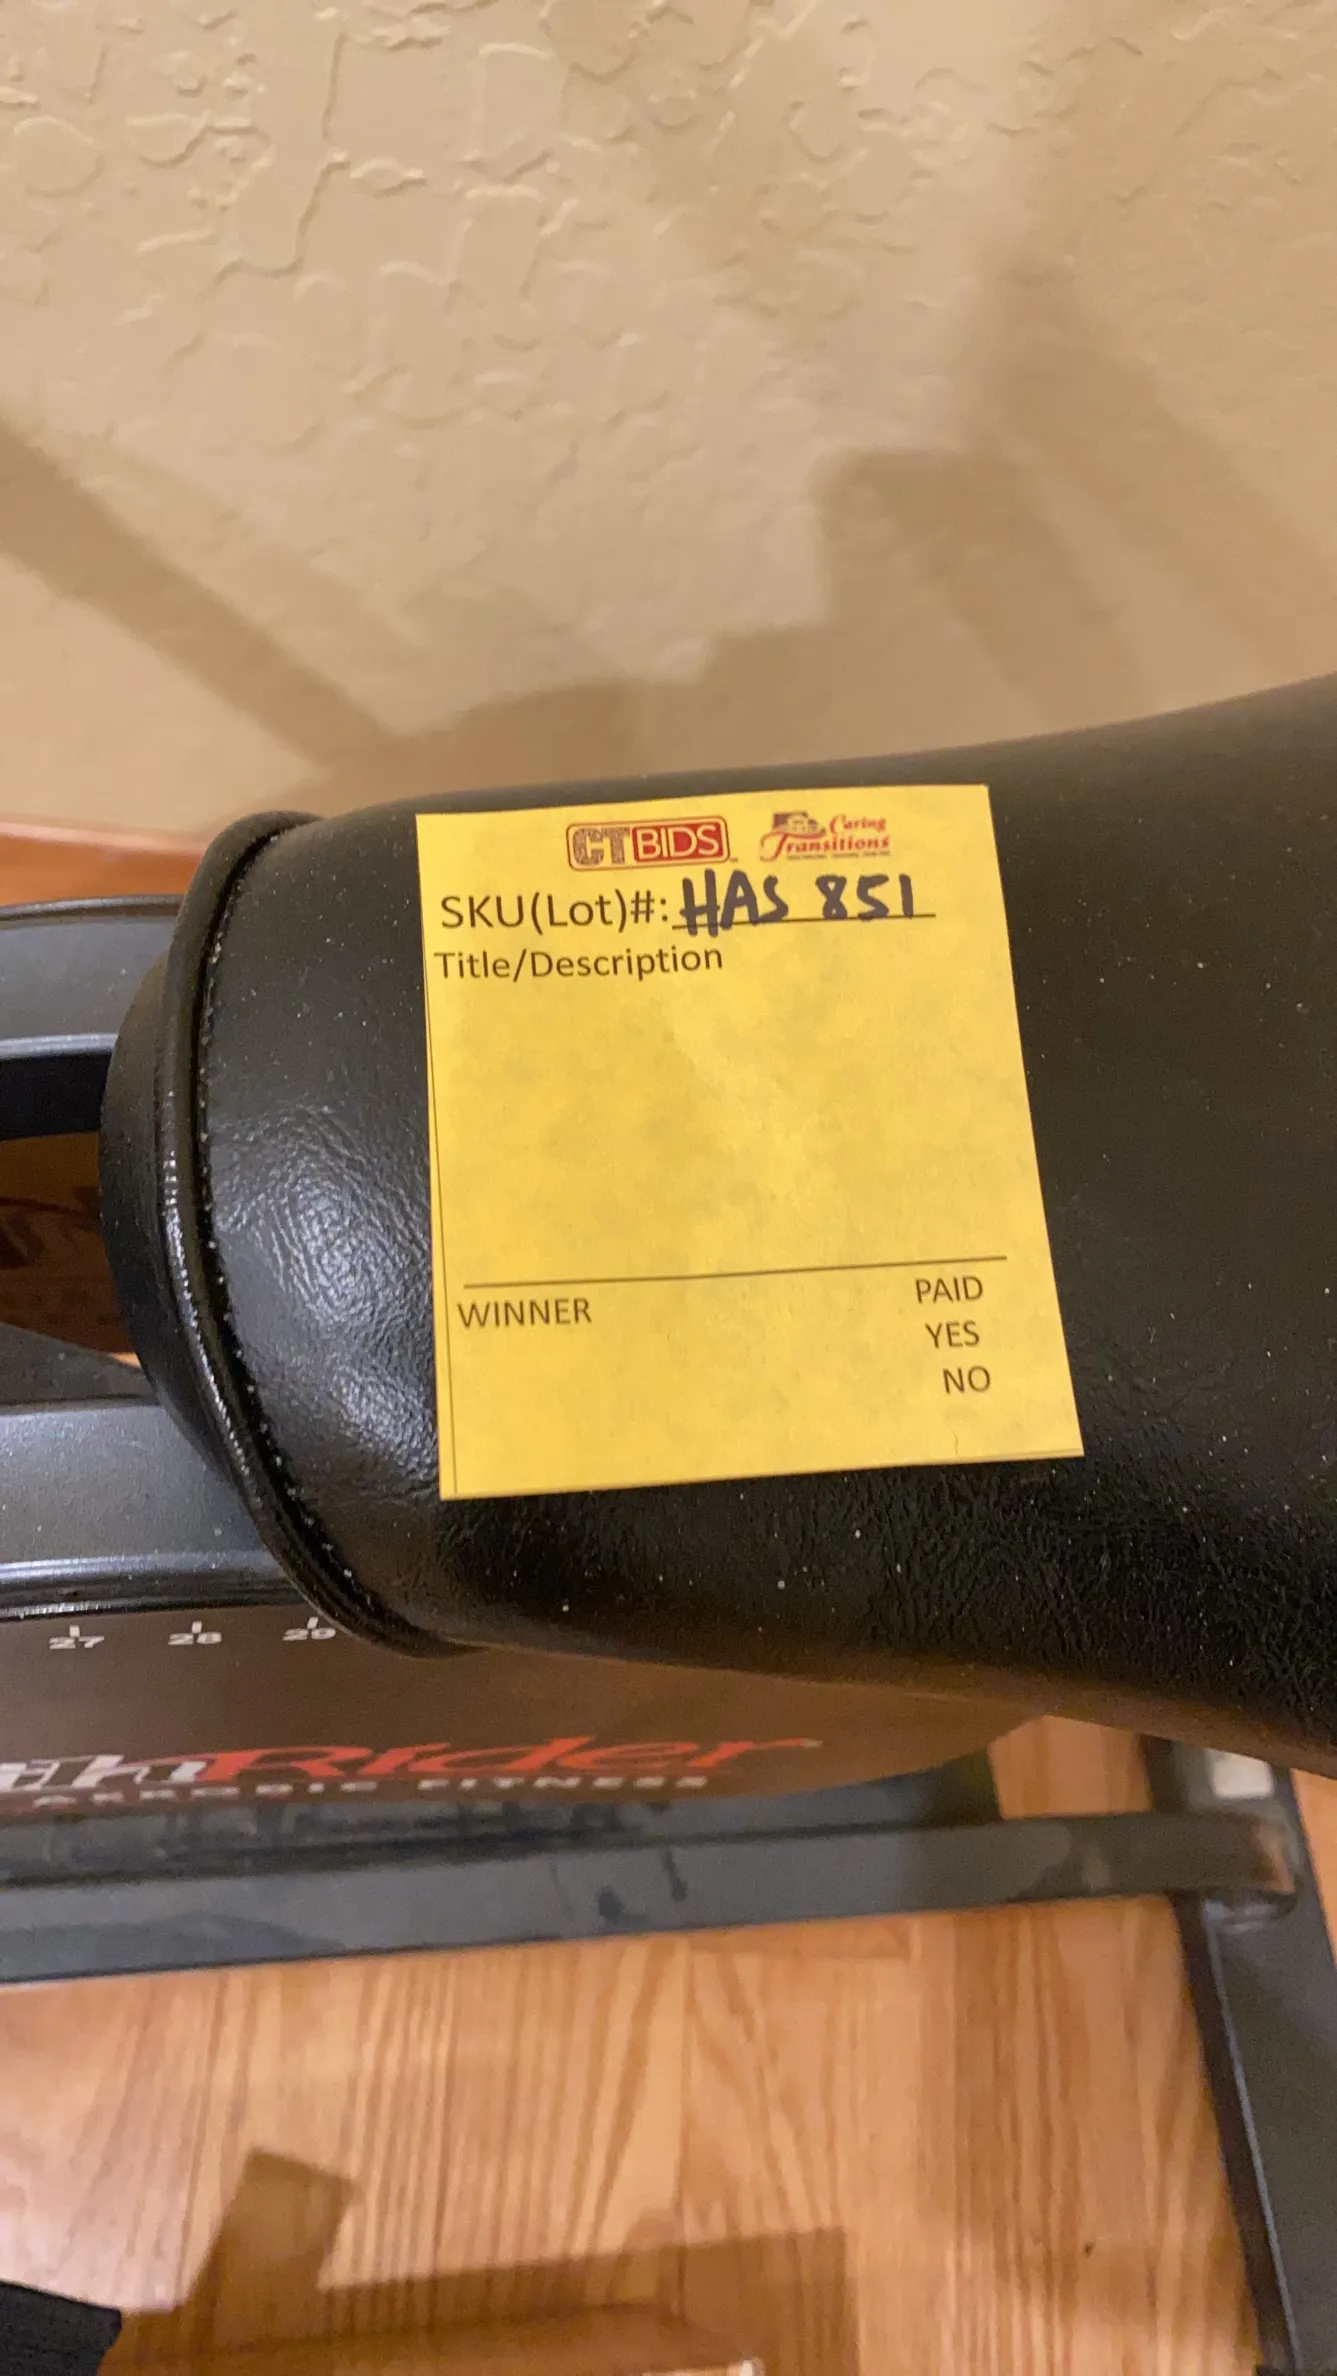 CTBIDS
Caring
Transitions
SKU(Lot)#: HAS 851
Title/Description
WINNER
PAID
YES
NO
27 28 29
Rider
AEROBIC FITNESS